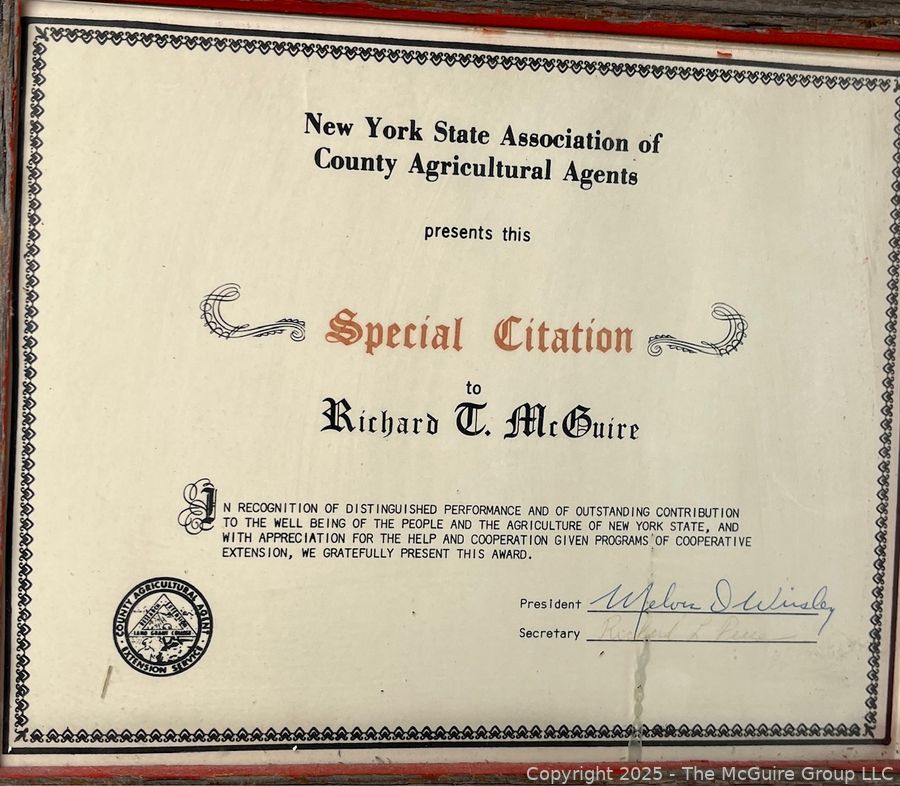 New York State Association of
County Agricultural Agents
presents this
Special Citation
to
Richard T. McGuire
IN RECOGNITION OF DISTINGUISHED PERFORMANCE AND OF OUTSTANDING CONTRIBUTION
TO THE WELL BEING OF THE PEOPLE AND THE AGRICULTURE OF NEW YORK STATE, AND
WITH APPRECIATION FOR THE HELP AND COOPERATION GIVEN PROGRAMS OF COOPERATIVE
EXTENSION, WE GRATEFULLY PRESENT THIS AWARD.
COUNTY AGRICULTURAL AGENT
LAND GRANT COLLEGE
EXTENSION SERVICE
President
Secretary
Copyright 2025 - The McGuire Group LLC